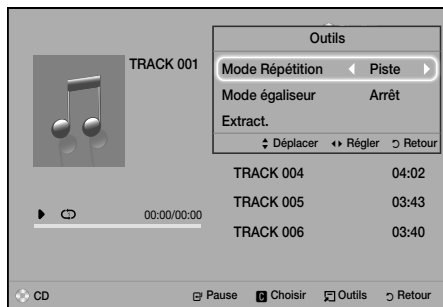 Outils
TRACK 001
Mode Répétition Piste
Mode égaliseur Arrêt
Extract.
Déplacer Régler Retour
TRACK 004 04:02
TRACK 005 03:43
00:00/00:00
TRACK 006 03:40
CD Pause C Choisir Outils Retour